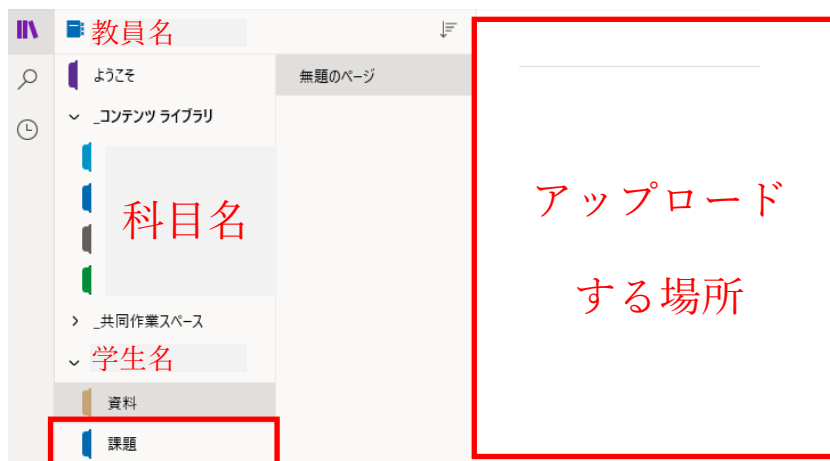 教員名
ようこそ
無題のページ
_コンテンツ ライブラリ
科目名
_共同作業スペース
学生名
資料
課題
アップロード
する場所